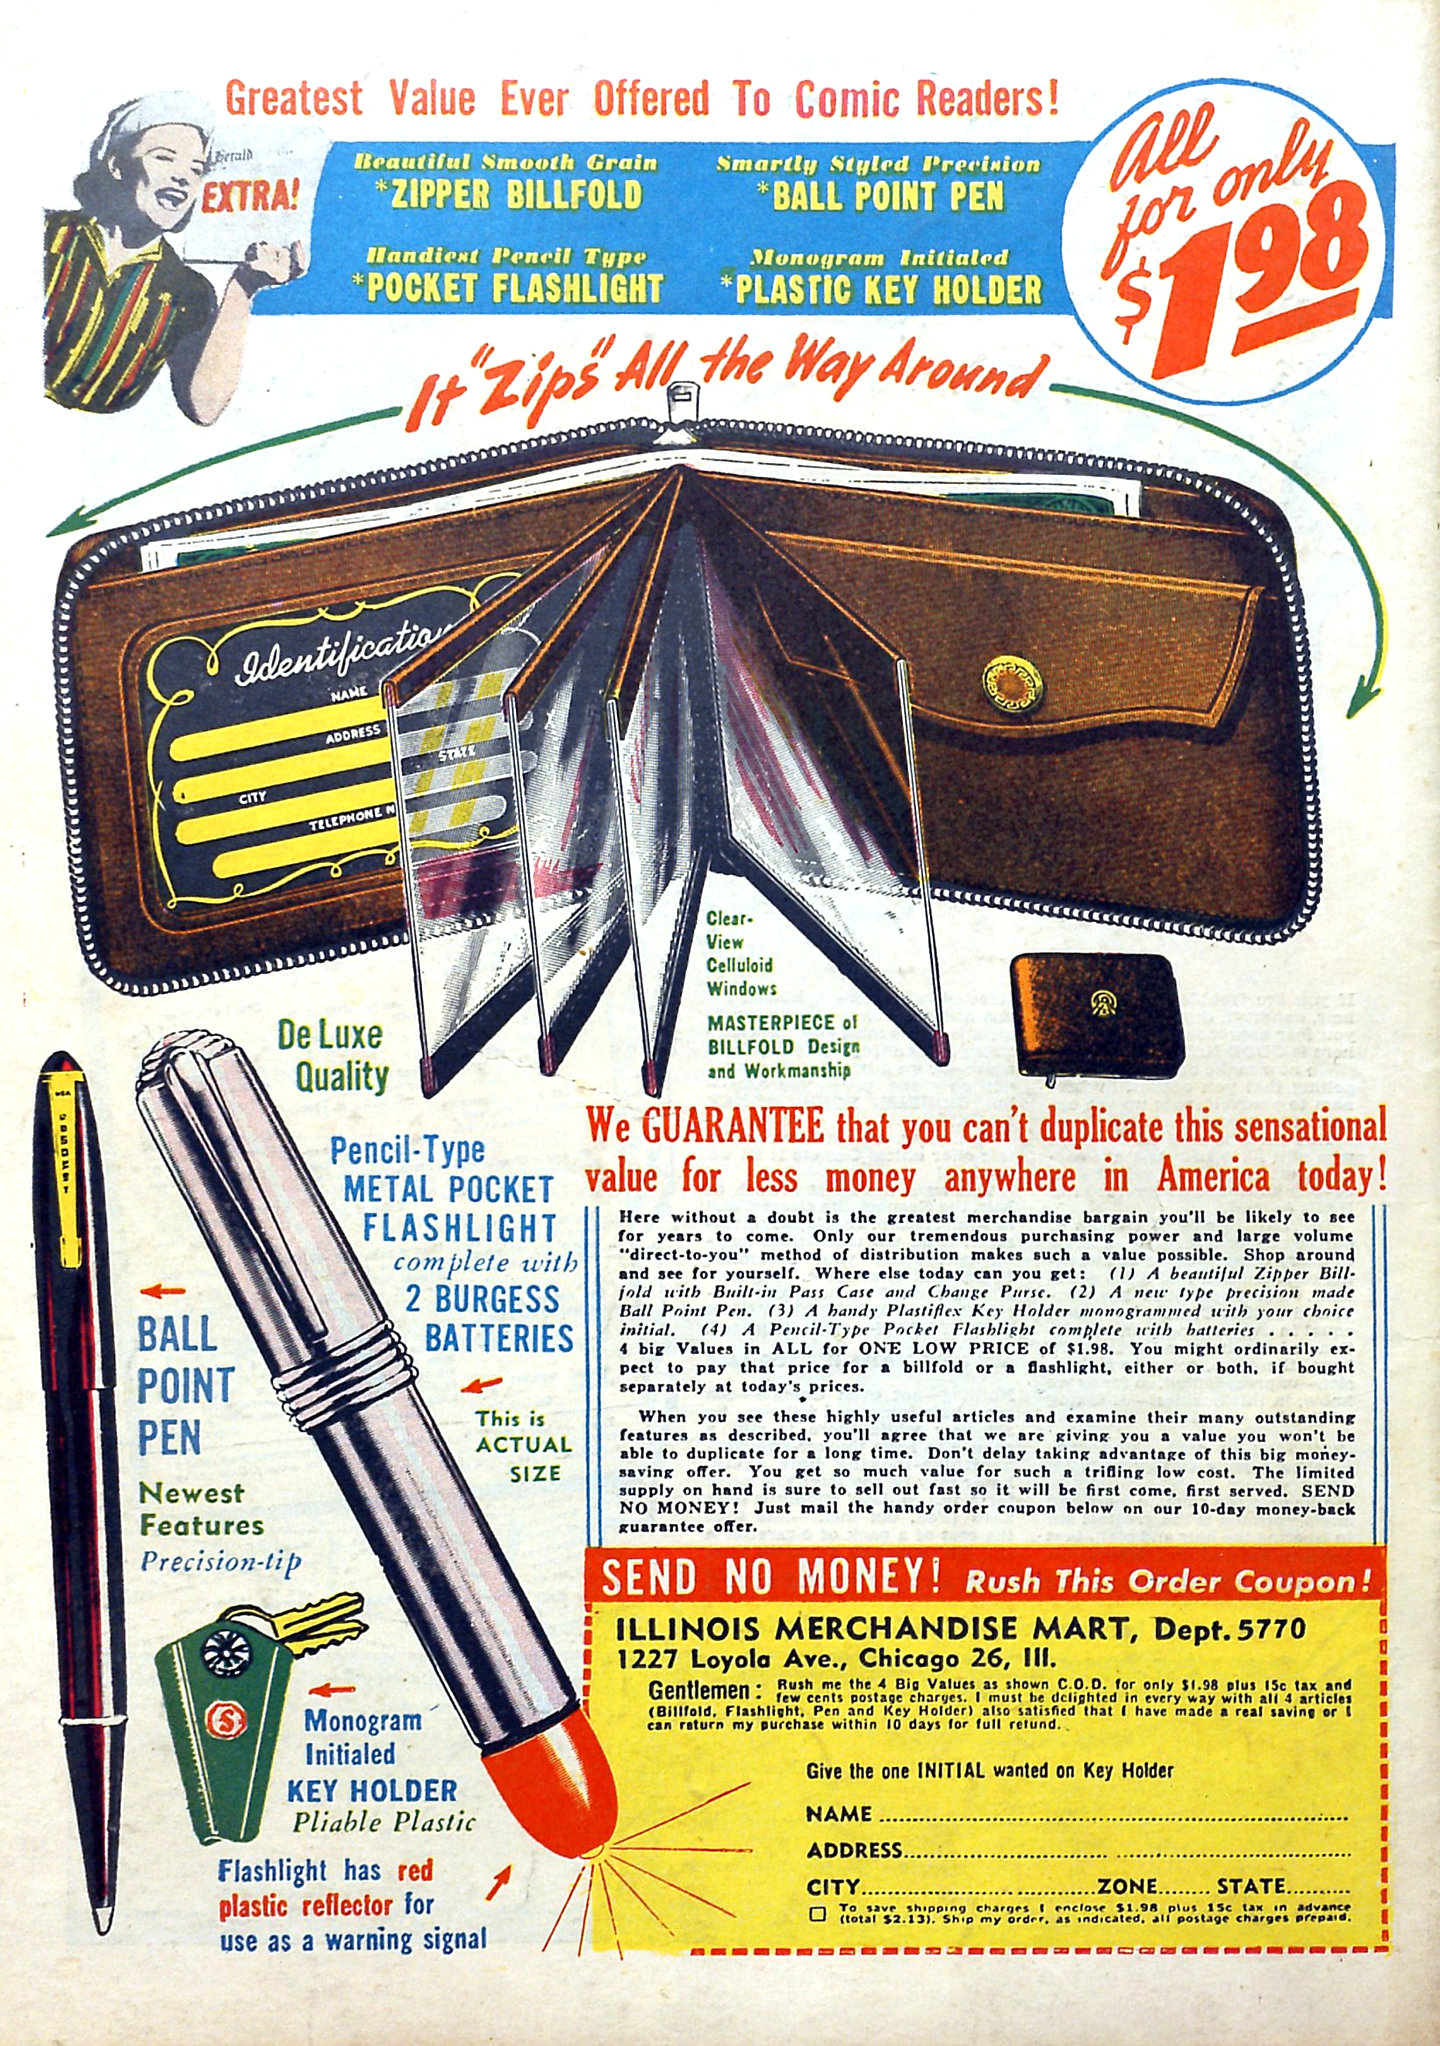 Greatest Value Ever Offered To Comic Readers!
Herald
EXTRA!
Beautiful Smooth Grain
*ZIPPER BILLFOLD
Smartly Styled Precision
*BALL POINT PEN
Handiest Pencil Type
*POCKET FLASHLIGHT
Monogram Initialed
*PLASTIC KEY HOLDER
All
for only
$1.98
It "Zips" All the Way Around
Identification
NAME
ADDRESS
STATE
CITY
TELEPHONE N
Clear-
View
Celluloid
Windows
MASTERPIECE of
BILLFOLD Design
and Workmanship
De Luxe
Quality
Pencil-Type
METAL POCKET
FLASHLIGHT
complete with
2 BURGESS
BATTERIES
This is
ACTUAL
SIZE
BALL
POINT
PEN
Newest
Features
Precision-tip
S
Monogram
Initialed
KEY HOLDER
Pliable Plastic
Flashlight has red
plastic reflector for
use as a warning signal
We GUARANTEE that you can't duplicate this sensational
value for less money anywhere in America today!
Here without a doubt is the greatest merchandise bargain you'll be likely to see
for years to come. Only our tremendous purchasing power and large volume
"direct-to-you" method of distribution makes such a value possible. Shop around
and see for yourself. Where else today can you get: (1) A beautiful Zipper Bill-
fold with Built-in Pass Case and Change Purse. (2) A new type precision made
Ball Point Pen. (3) A handy Plastiflex Key Holder monogrammed with your choice
initial. (4) A Pencil-Type Pocket Flashlight complete with batteries . . . . .
4 big Values in ALL for ONE LOW PRICE of $1.98. You might ordinarily ex-
pect to pay that price for a billfold or a flashlight, either or both, if bought
separately at today's prices.
When you see these highly useful articles and examine their many outstanding
features as described, you'll agree that we are giving you a value you won't be
able to duplicate for a long time. Don't delay taking advantage of this big money-
saving offer. You get so much value for such a trifling low cost. The limited
supply on hand is sure to sell out fast so it will be first come, first served. SEND
NO MONEY! Just mail the handy order coupon below on our 10-day money-back
guarantee offer.
SEND NO MONEY! Rush This Order Coupon!
ILLINOIS MERCHANDISE MART, Dept. 5770
1227 Loyola Ave., Chicago 26, Ill.
Gentlemen: Rush me the 4 Big Values as shown C.O.D. for only $1.98 plus 15c tax and
few cents postage charges. I must be delighted in every way with all 4 articles
(Billfold, Flashlight, Pen and Key Holder) also satisfied that I have made a real saving or I
can return my purchase within 10 days for full refund.
Give the one INITIAL wanted on Key Holder
NAME
ADDRESS
CITY ZONE STATE
To save shipping charges I enclose $1.98 plus 15c tax in advance
(total $2.13). Ship my order, as indicated, all postage charges prepaid.